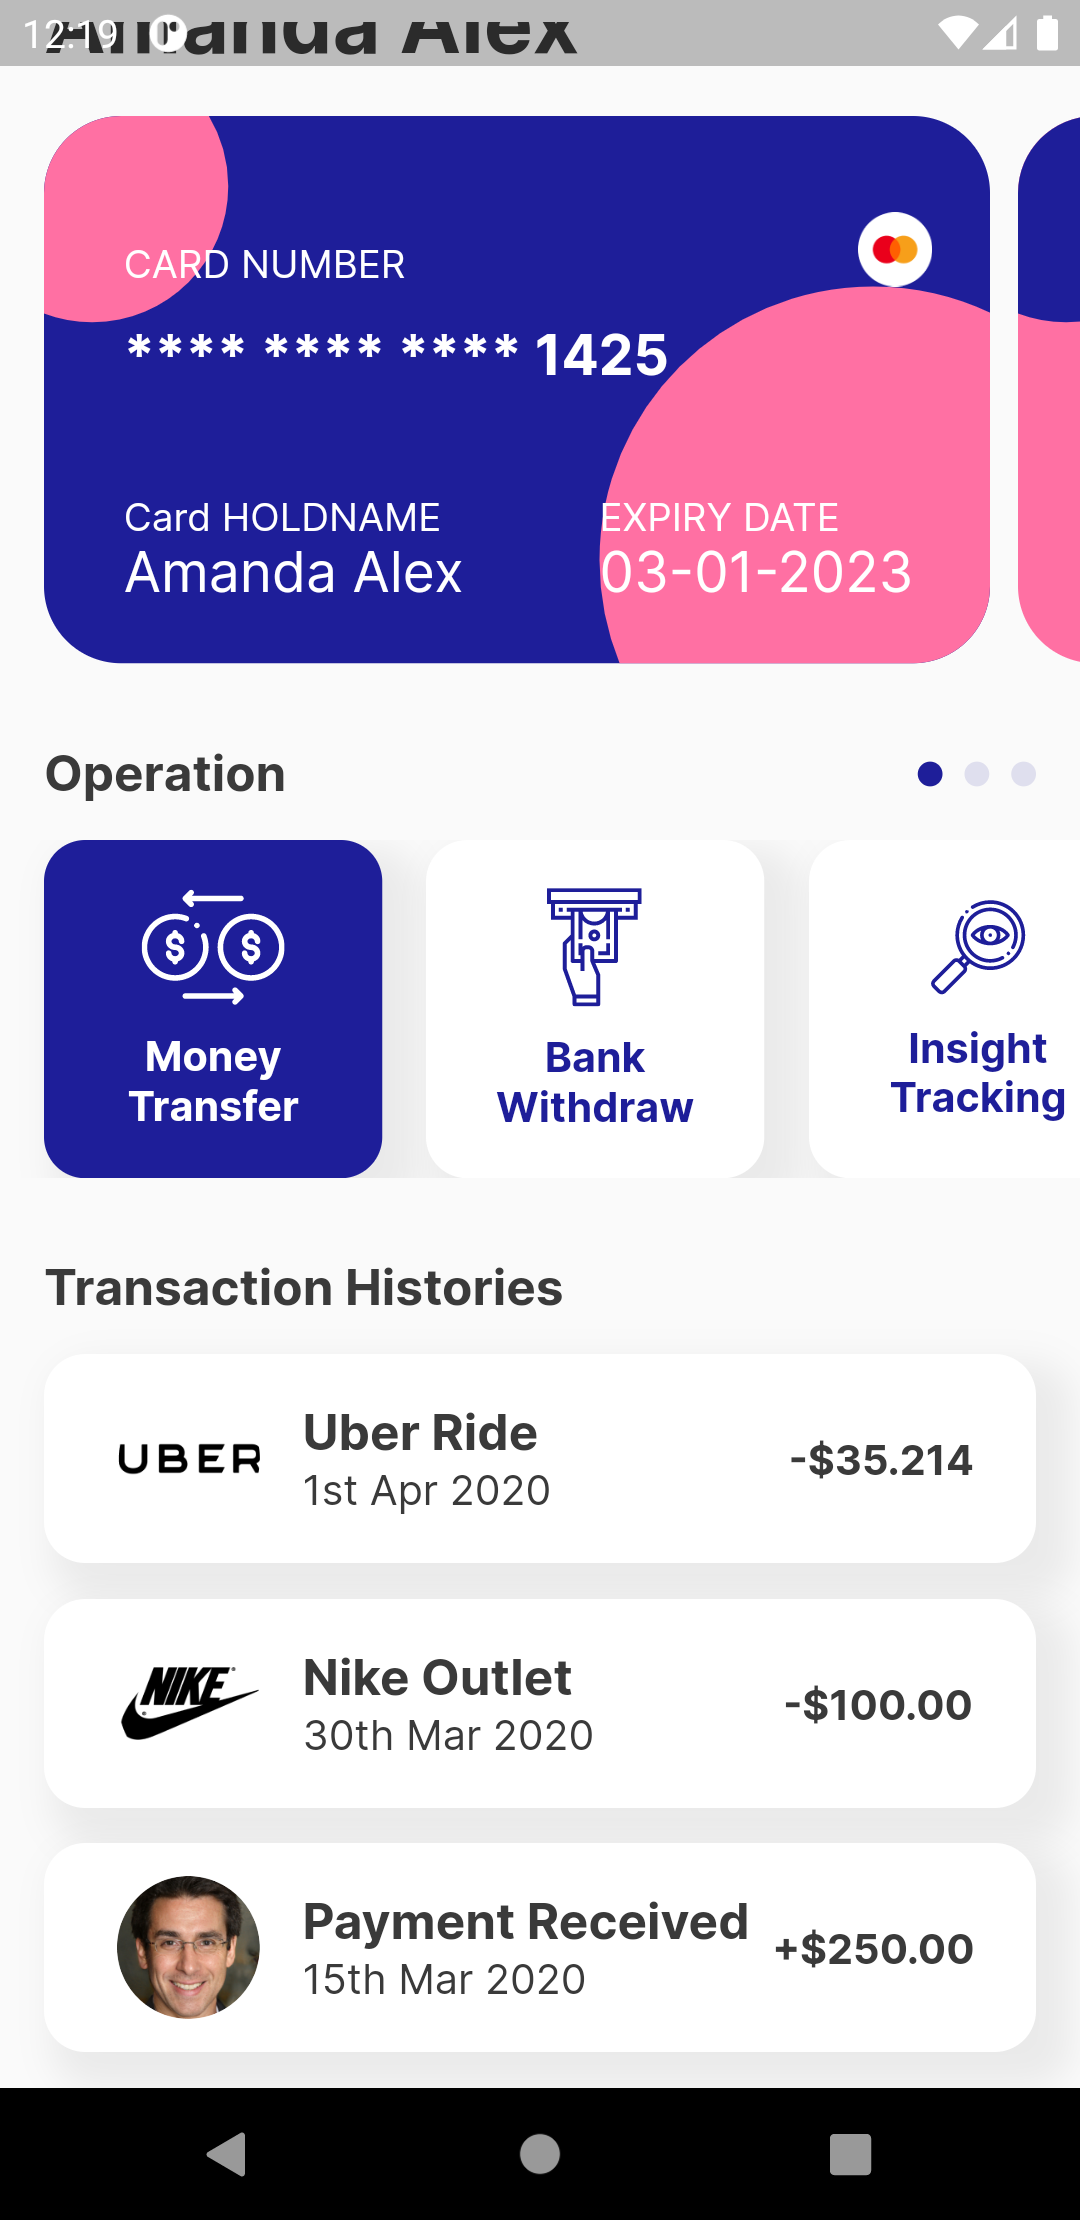 Amanda Alex
12:19
CARD NUMBER
**** **** **** 1425
Card HOLDNAME
EXPIRY DATE
Amanda Alex
03-01-2023
Operation
$ $
Money
Transfer
Bank
Withdraw
Insight
Tracking
Transaction Histories
UBER
Uber Ride
1st Apr 2020
-$35.214
NIKE
Nike Outlet
30th Mar 2020
-$100.00
Payment Received
15th Mar 2020
+$250.00